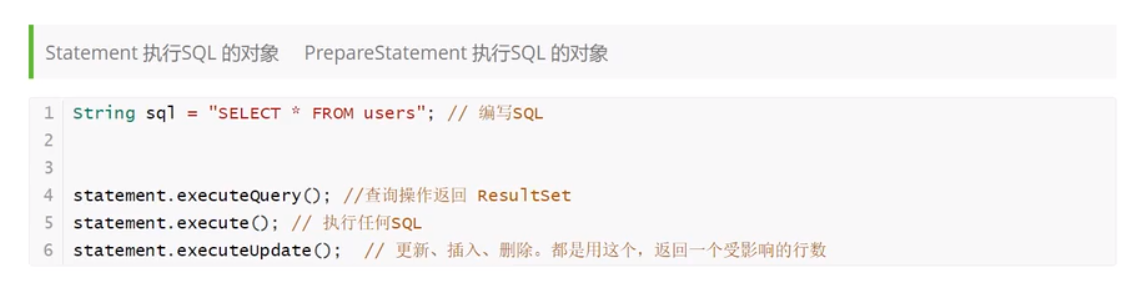 Statement 执行SQL 的对象 PrepareStatement 执行SQL 的对象
1 String sql = "SELECT * FROM users"; // 编写SQL
2
3
4 statement.executeQuery(); //查询操作返回 ResultSet
5 statement.execute(); // 执行任何SQL
6 statement.executeUpdate(); // 更新、插入、删除。都是用这个，返回一个受影响的行数